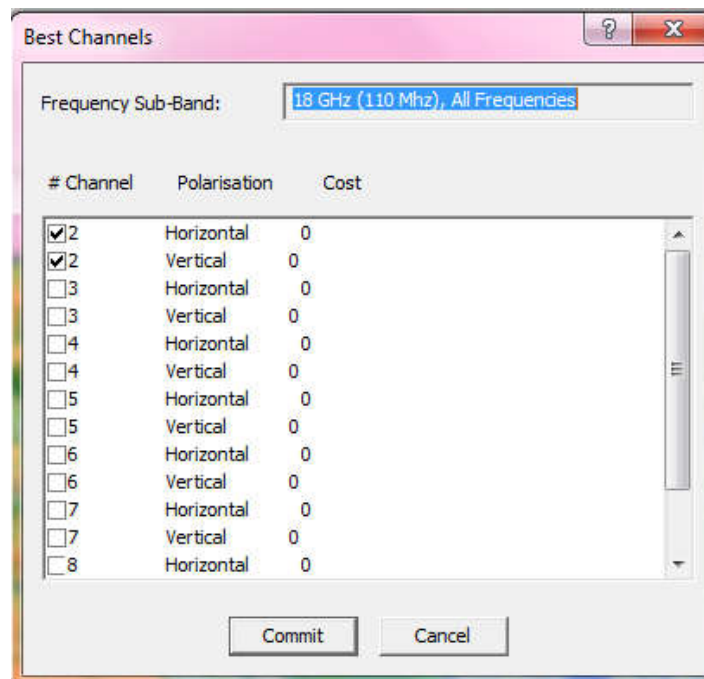 Best Channels
Frequency Sub-Band: 18 GHz (110 Mhz), All Frequencies
# Channel Polarisation Cost
2 Horizontal 0
2 Vertical 0
3 Horizontal 0
3 Vertical 0
4 Horizontal 0
4 Vertical 0
5 Horizontal 0
5 Vertical 0
6 Horizontal 0
6 Vertical 0
7 Horizontal 0
7 Vertical 0
8 Horizontal 0
Commit Cancel